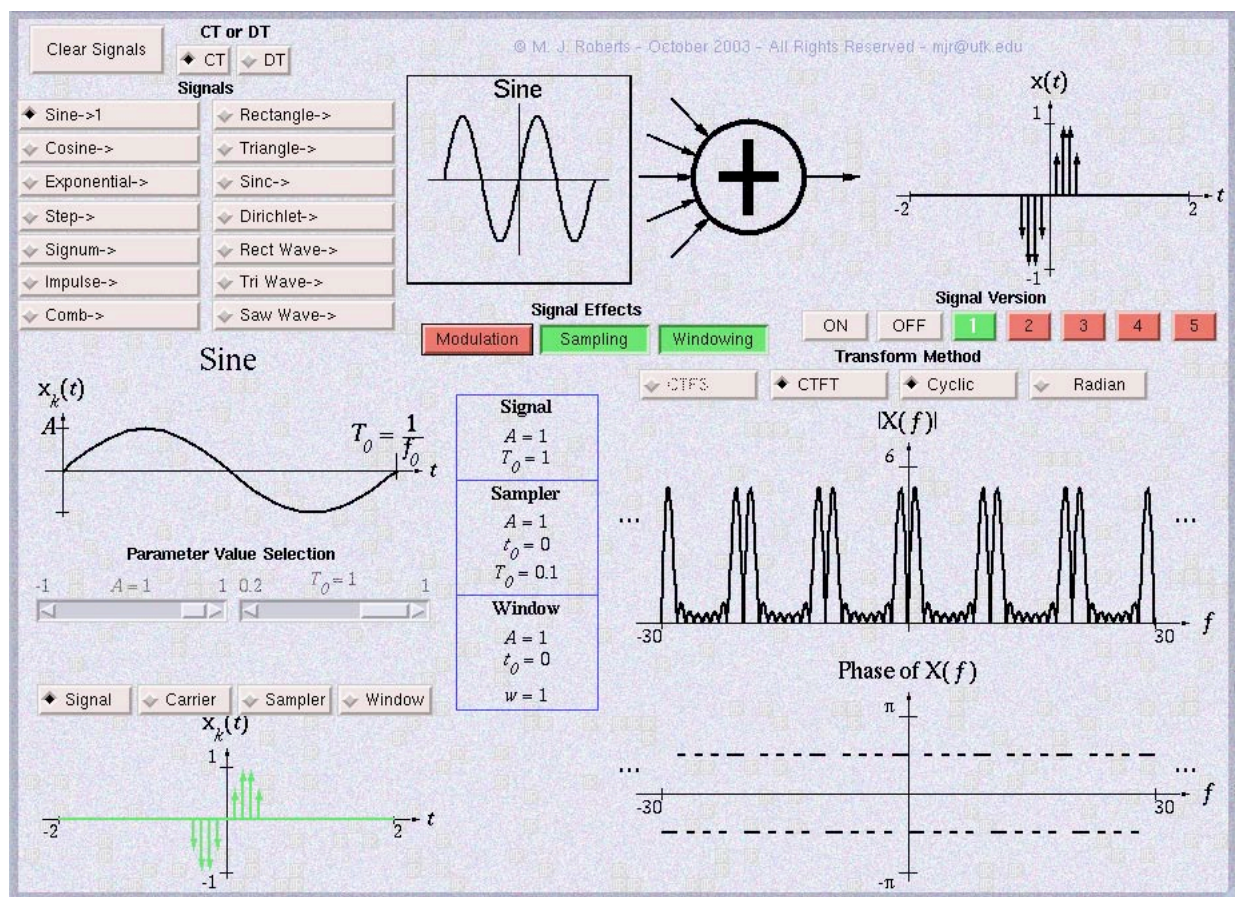 Clear Signals
CT or DT
CT DT
© M. J. Roberts - October 2003 - All Rights Reserved - mjr@utk.edu
Signals
Sine->1 Rectangle->
Cosine-> Triangle->
Exponential-> Sinc->
Step-> Dirichlet->
Signum-> Rect Wave->
Impulse-> Tri Wave->
Comb-> Saw Wave->
Sine
x(t)
1
-2 2 t
-1
Signal Effects
Modulation Sampling Windowing
Signal Version
ON OFF 1 2 3 4 5
Transform Method
CTFS CTFT Cyclic Radian
Sine
x_k(t)
A
T_0 = 1/f_0
t
Parameter Value Selection
-1 A = 1 1 0.2 T_0 = 1 1
Signal Carrier Sampler Window
x_k(t)
1
-2 2 t
-1
Signal
A = 1
T_0 = 1
Sampler
A = 1
t_0 = 0
T_0 = 0.1
Window
A = 1
t_0 = 0
w = 1
|X(f)|
6
... ...
-30 30 f
Phase of X(f)
π
... ...
-30 30 f
-π